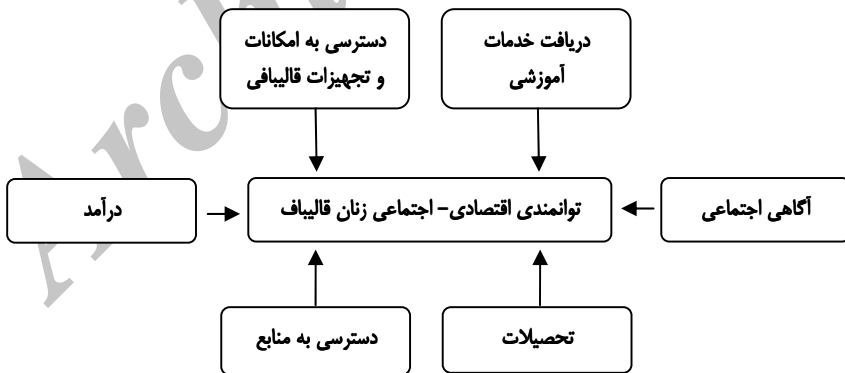 دریافت خدمات
آموزشی
دسترسی به امکانات
و تجهیزات قالیبافی
آگاهی اجتماعی
توانمندی اقتصادی- اجتماعی زنان قالیباف
درآمد
تحصیلات
دسترسی به منابع